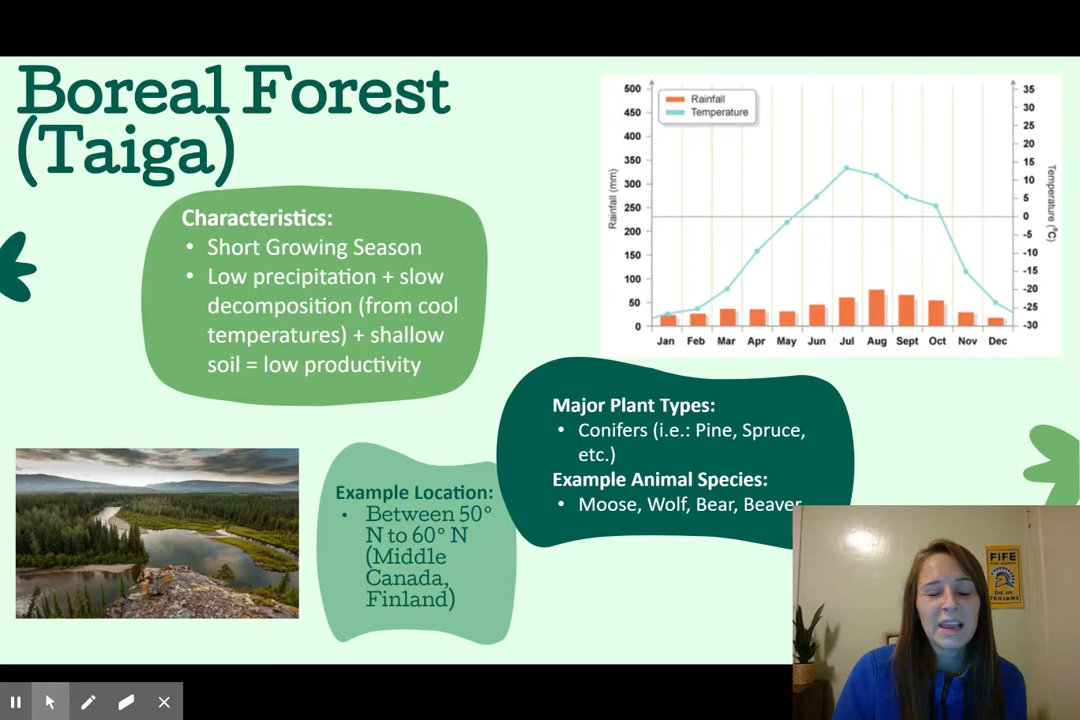 Boreal Forest
(Taiga)
Characteristics:
• Short Growing Season
• Low precipitation + slow
decomposition (from cool
temperatures) + shallow
soil = low productivity
500
450
400
350
300
250
200
150
100
50
0
Rainfall (mm)
Rainfall
Temperature
35
30
25
20
15
10
5
0
-5
-10
-15
-20
-25
-30
Temperature (°C)
Jan Feb Mar Apr May Jun Jul Aug Sept Oct Nov Dec
Major Plant Types:
• Conifers (i.e.: Pine, Spruce,
etc.)
Example Animal Species:
• Moose, Wolf, Bear, Beaver
Example Location:
• Between 50°
N to 60° N
(Middle
Canada,
Finland)
FIFE
TROJANS